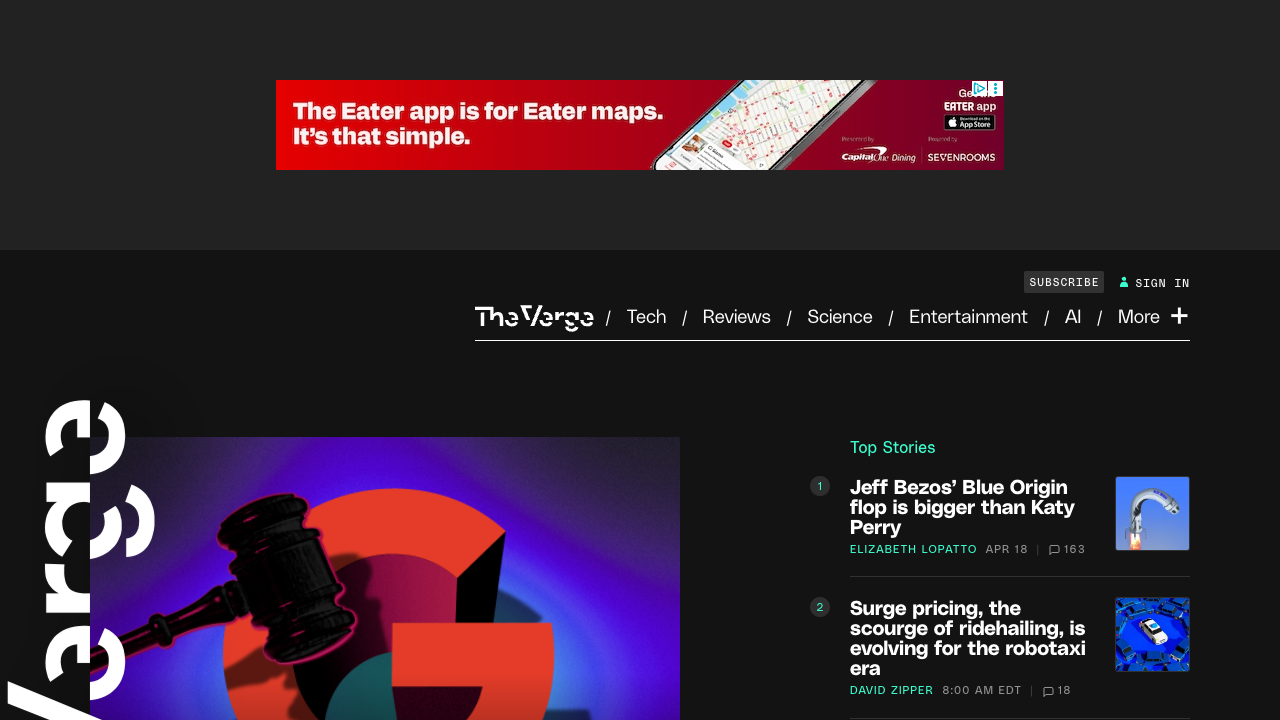 The Eater app is for Eater maps.
It's that simple.
EATER app
Download on the
App Store
Presented by
Powered by
Capital One Dining
SEVENROOMS
SUBSCRIBE
SIGN IN
The Verge / Tech / Reviews / Science / Entertainment / AI / More +
Verge
Top Stories
1
Jeff Bezos' Blue Origin
flop is bigger than Katy
Perry
ELIZABETH LOPATTO APR 18 | 163
2
Surge pricing, the
scourge of ridehailing, is
evolving for the robotaxi
era
DAVID ZIPPER 8:00 AM EDT | 18